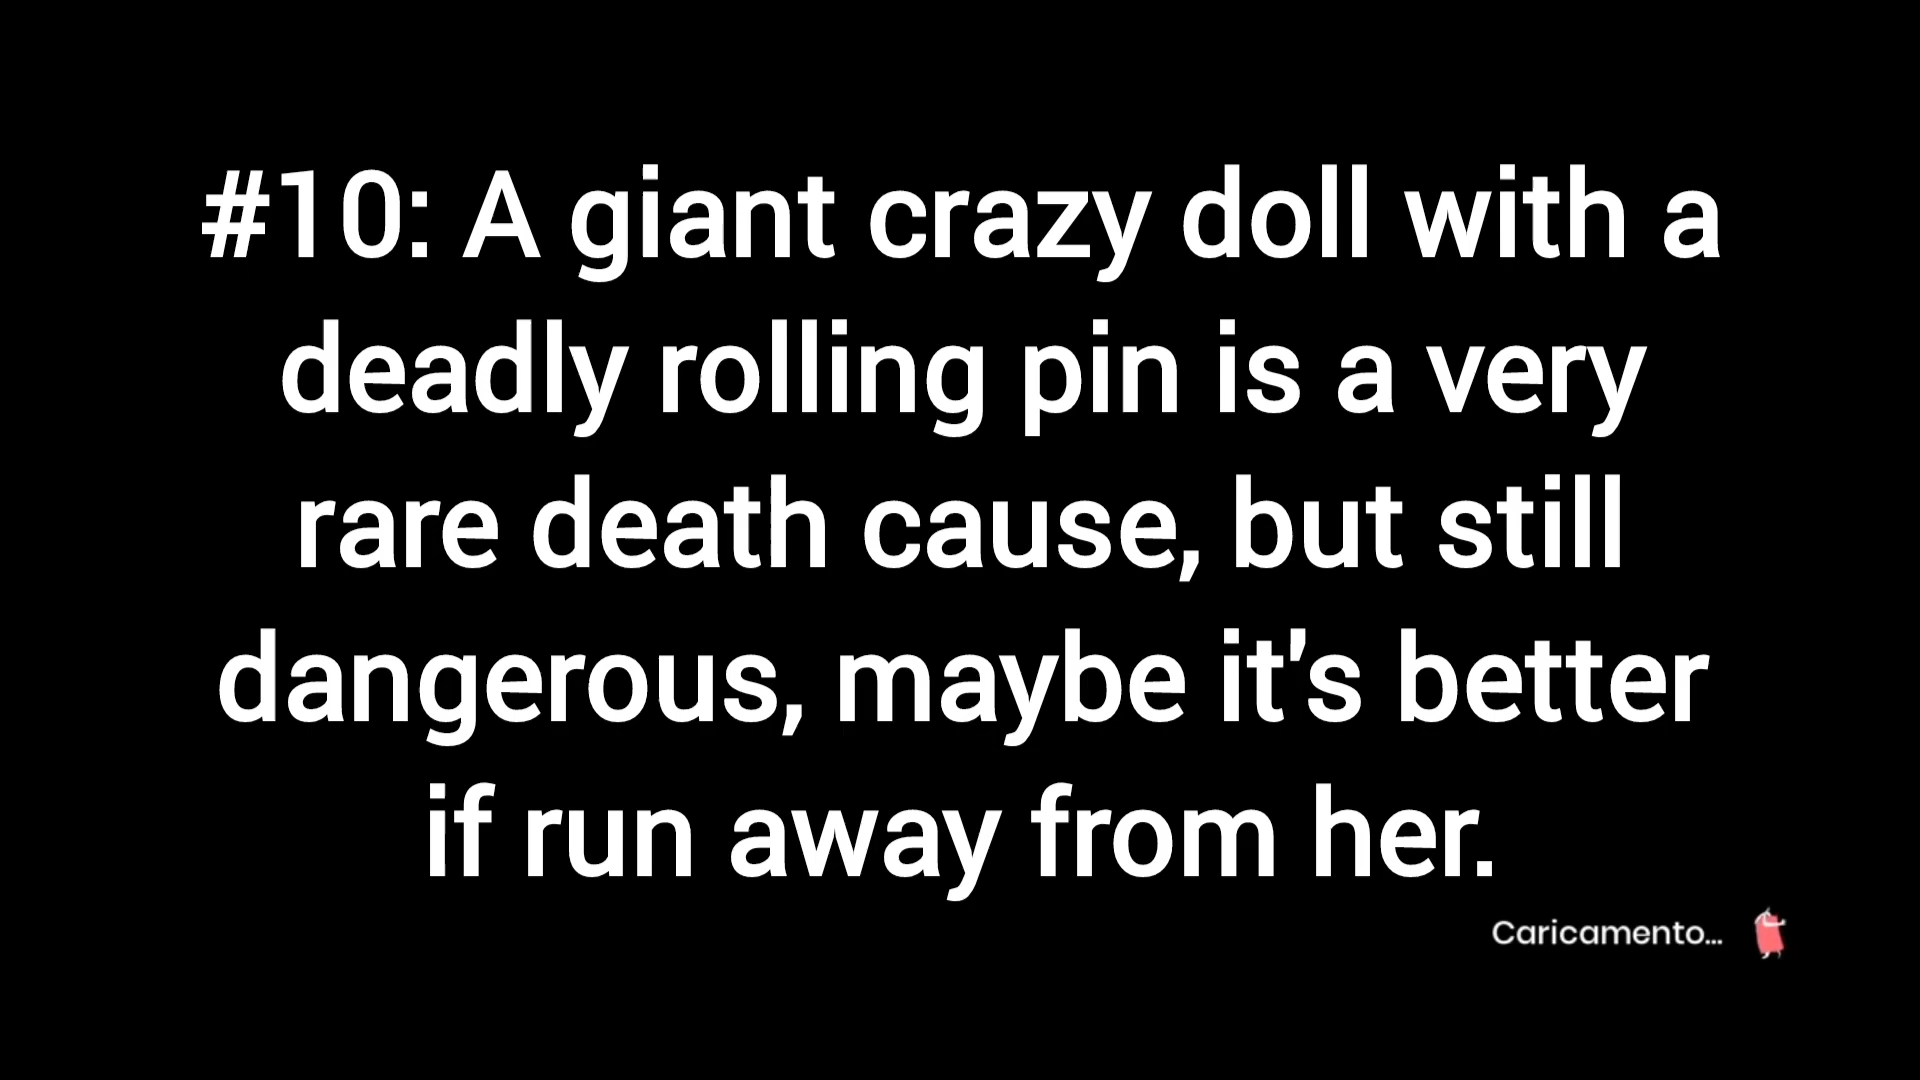 #10: A giant crazy doll with a
deadly rolling pin is a very
rare death cause, but still
dangerous, maybe it's better
if run away from her.
Caricamento...